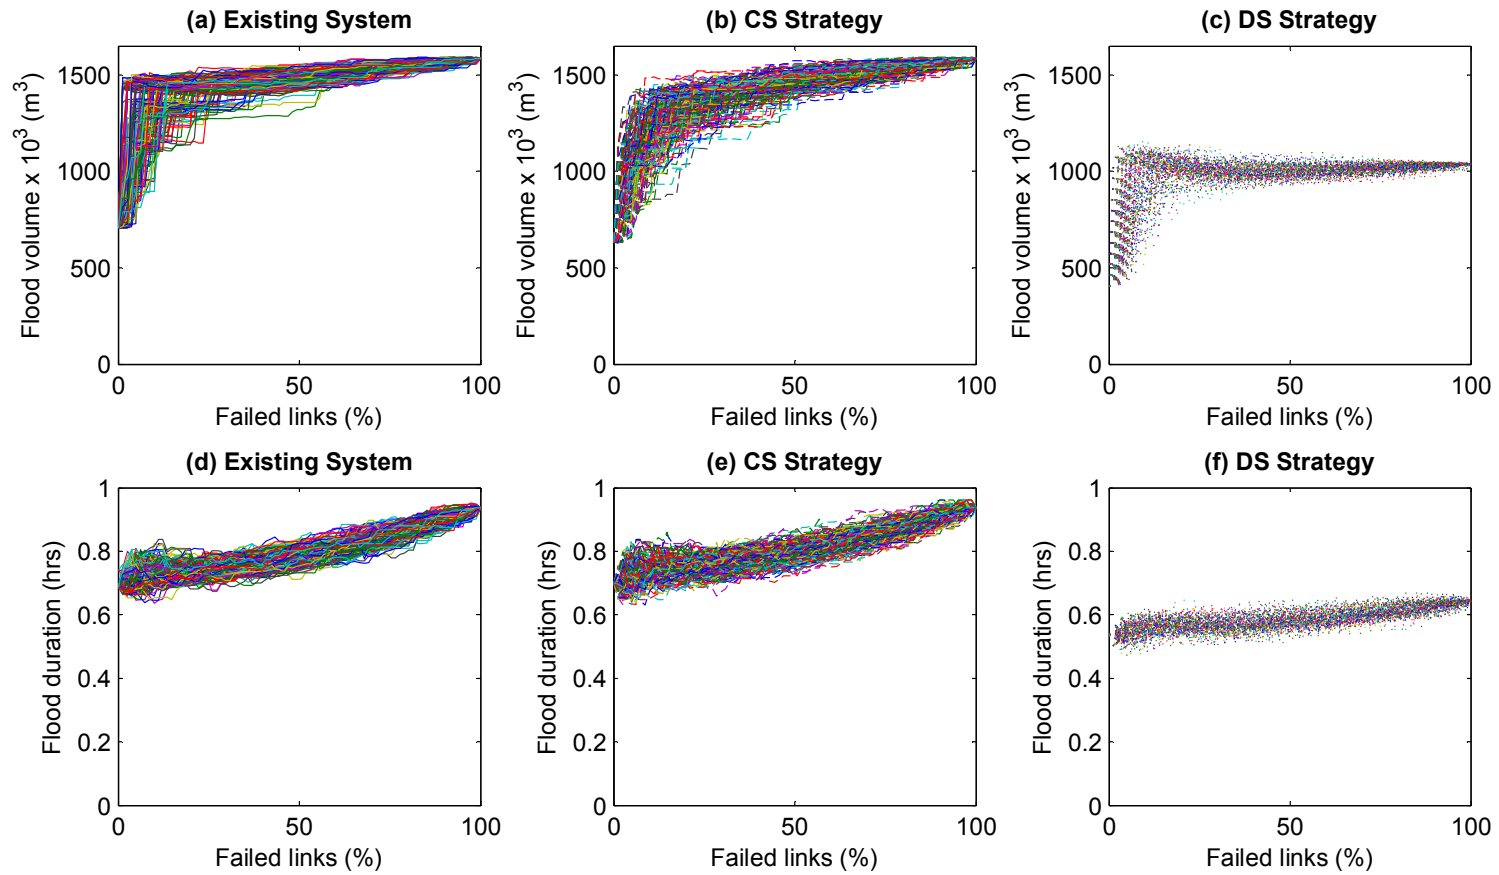 (a) Existing System
(b) CS Strategy
(c) DS Strategy
Flood volume x 10³ (m³)
1500
1000
500
0
0
50
100
Failed links (%)
Flood volume x 10³ (m³)
1500
1000
500
0
0
50
100
Failed links (%)
Flood volume x 10³ (m³)
1500
1000
500
0
0
50
100
Failed links (%)
(d) Existing System
(e) CS Strategy
(f) DS Strategy
Flood duration (hrs)
1
0.8
0.6
0.4
0.2
0
0
50
100
Failed links (%)
Flood duration (hrs)
1
0.8
0.6
0.4
0.2
0
0
50
100
Failed links (%)
Flood duration (hrs)
1
0.8
0.6
0.4
0.2
0
0
50
100
Failed links (%)